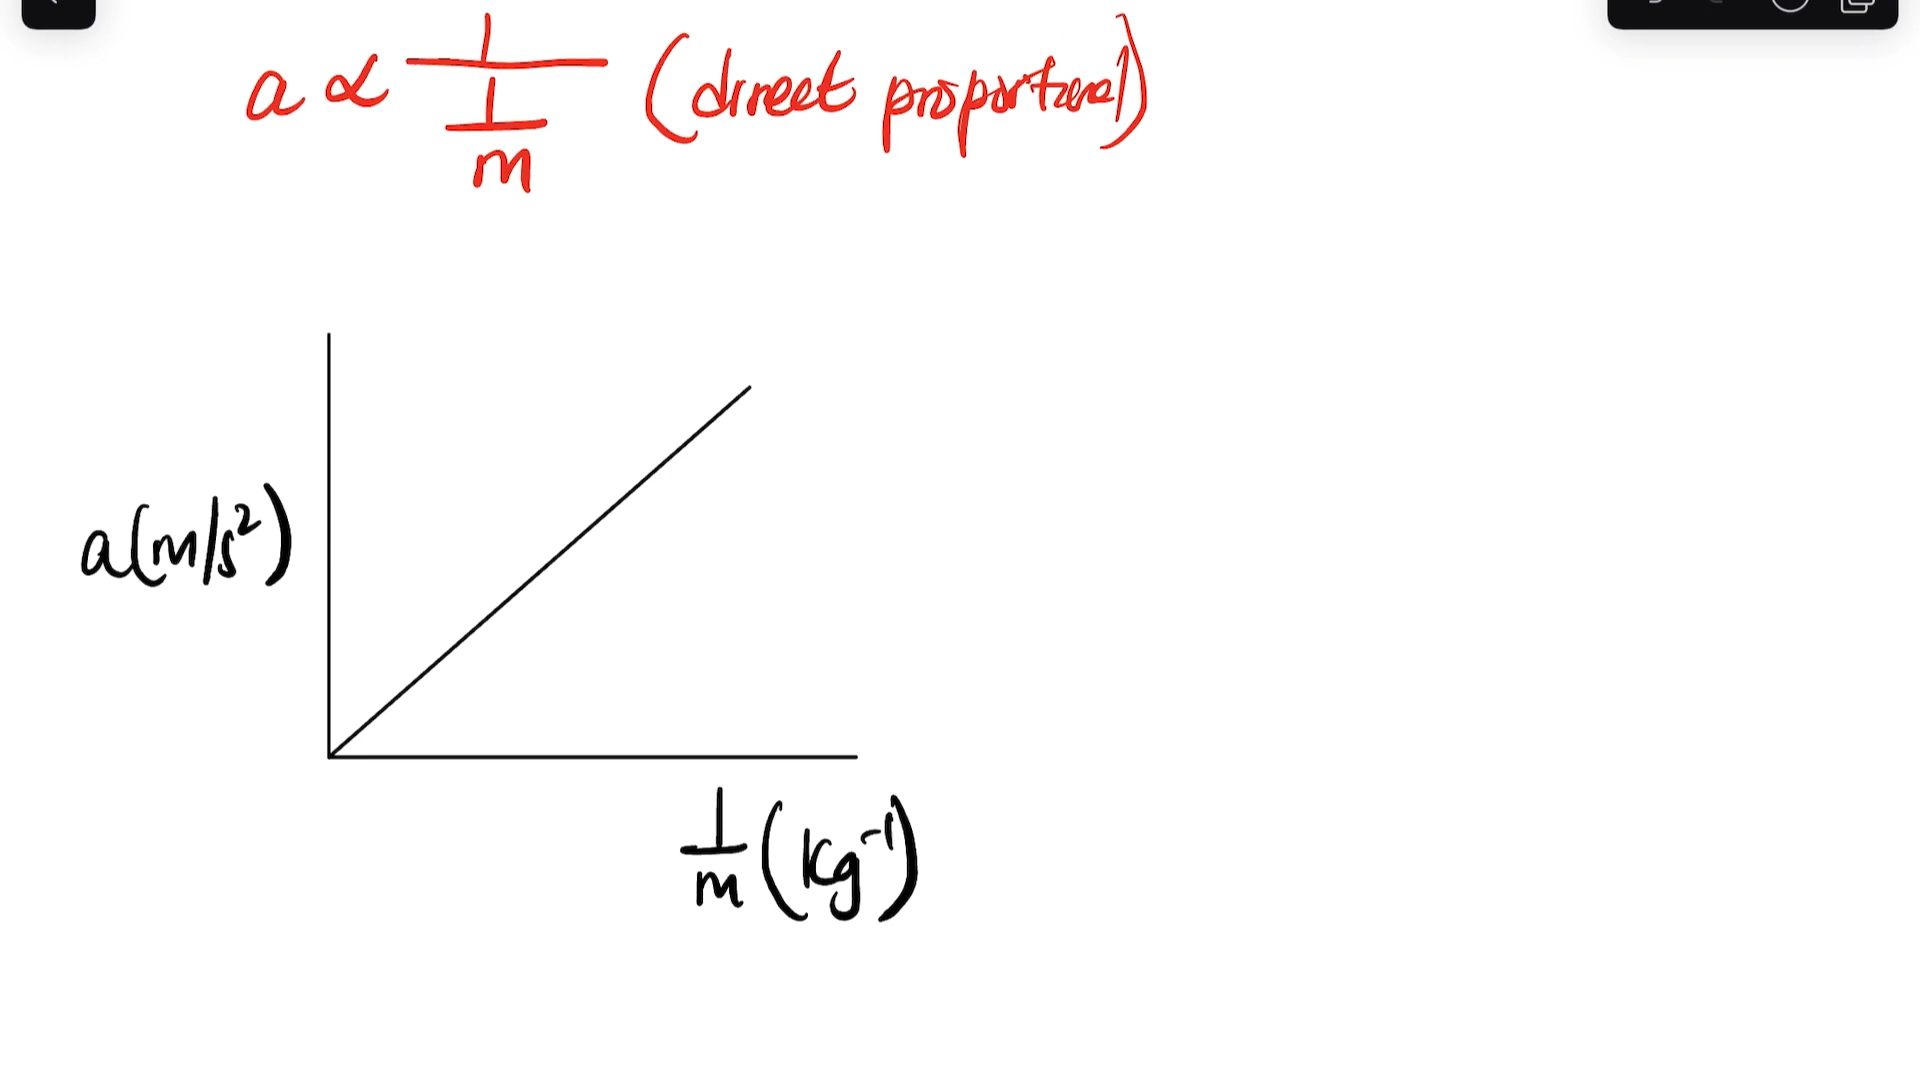 a ∝ 1/(1/m) (direct proportional)
a(m/s²)
1/m (kg⁻¹)